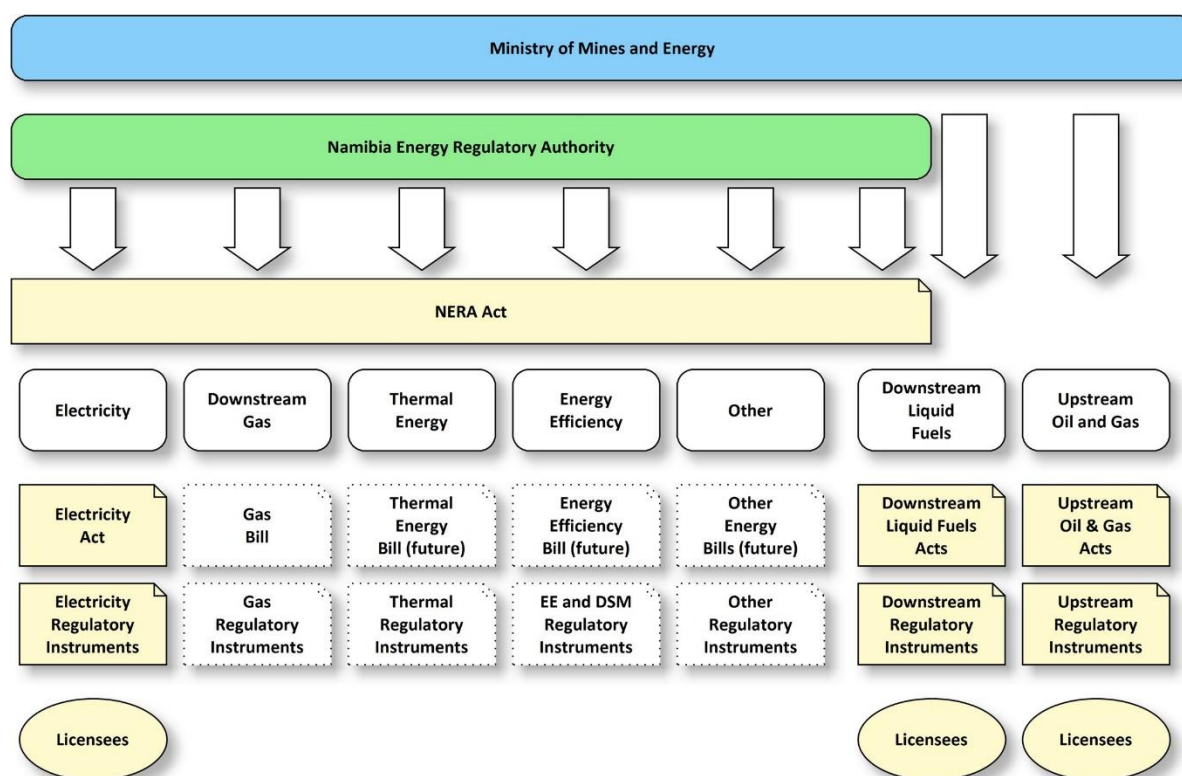 Ministry of Mines and Energy
Namibia Energy Regulatory Authority
NERA Act
Electricity
Downstream
Gas
Thermal
Energy
Energy
Efficiency
Other
Downstream
Liquid
Fuels
Upstream
Oil and Gas
Electricity
Act
Gas
Bill
Thermal
Energy
Bill (future)
Energy
Efficiency
Bill (future)
Other
Energy
Bills (future)
Downstream
Liquid Fuels
Acts
Upstream
Oil & Gas
Acts
Electricity
Regulatory
Instruments
Gas
Regulatory
Instruments
Thermal
Regulatory
Instruments
EE and DSM
Regulatory
Instruments
Other
Regulatory
Instruments
Downstream
Regulatory
Instruments
Upstream
Regulatory
Instruments
Licensees
Licensees
Licensees